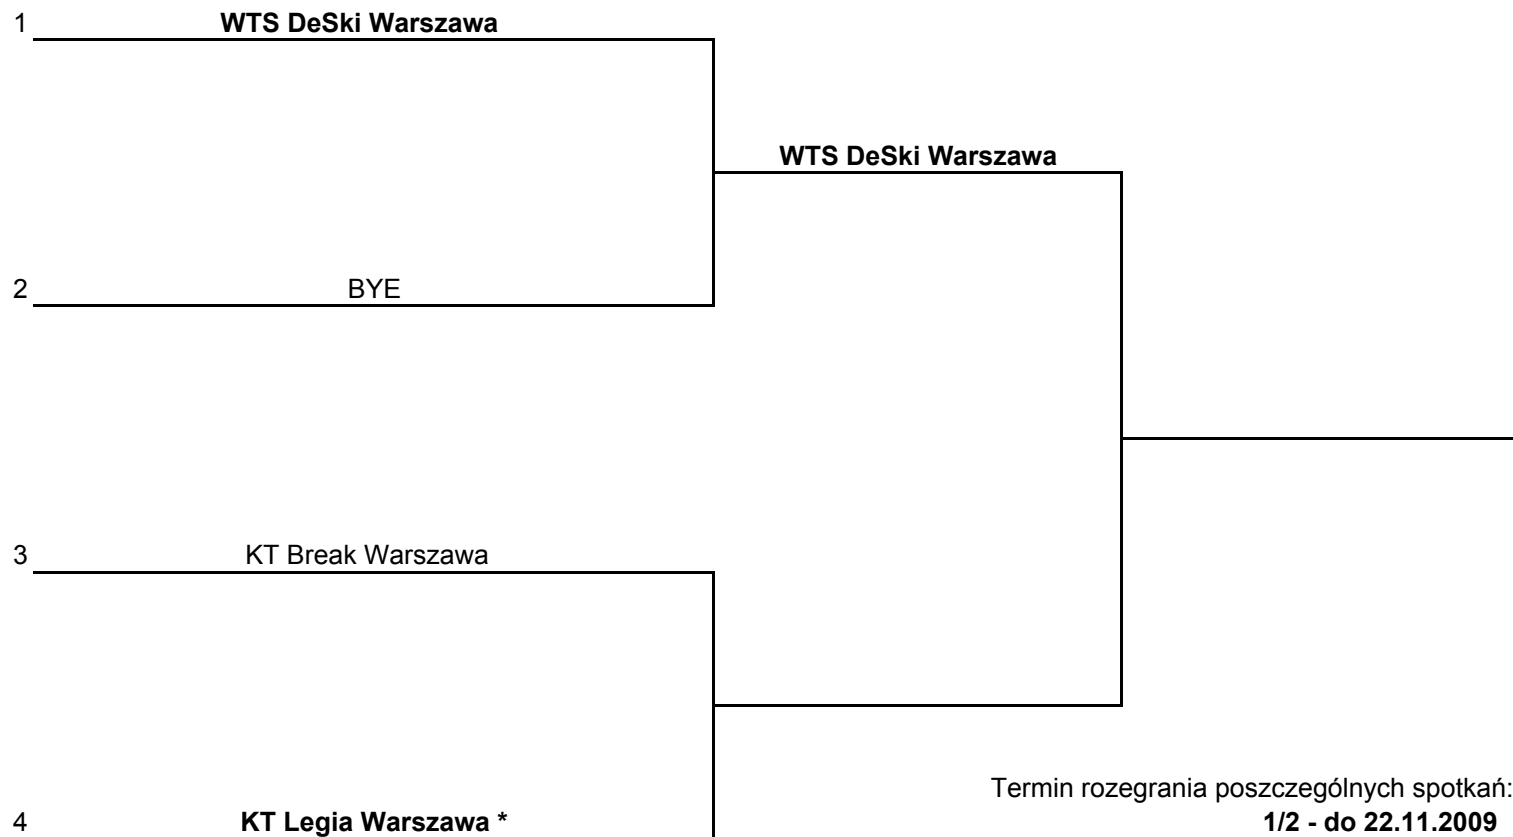 1 WTS DeSki Warszawa
WTS DeSki Warszawa
2 BYE
3 KT Break Warszawa
Termin rozegrania poszczególnych spotkań:
4 KT Legia Warszawa * 1/2 - do 22.11.2009